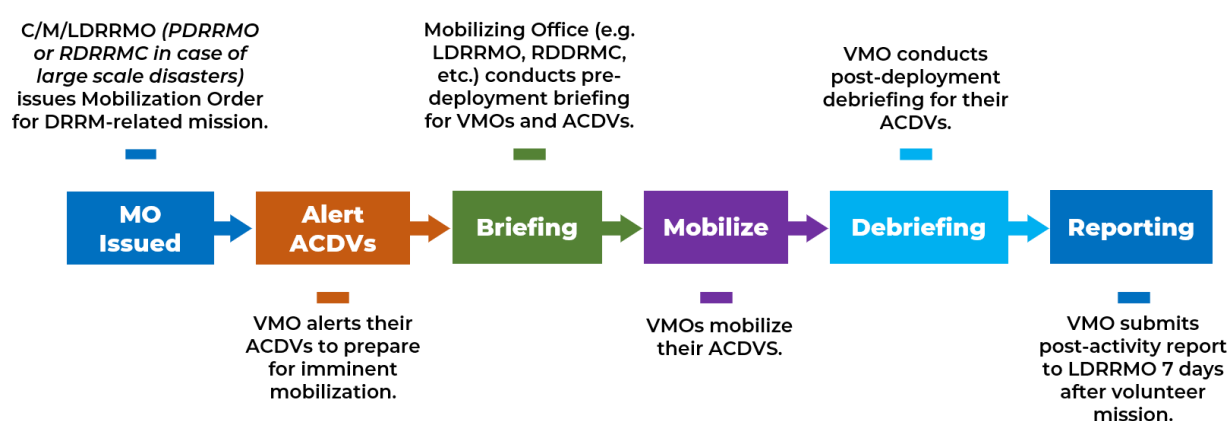 C/M/LDRRMO (PDRRMO
or RDRRMC in case of
large scale disasters)
issues Mobilization Order
for DRRM-related mission.
Mobilizing Office (e.g.
LDRRMO, RDDRMC,
etc.) conducts pre-
deployment briefing
for VMOs and ACDVs.
VMO conducts
post-deployment
debriefing for their
ACDVs.
MO
Issued
Alert
ACDVs
Briefing
Mobilize
Debriefing
Reporting
VMO alerts their
ACDVs to prepare
for imminent
mobilization.
VMOs mobilize
their ACDVS.
VMO submits
post-activity report
to LDRRMO 7 days
after volunteer
mission.